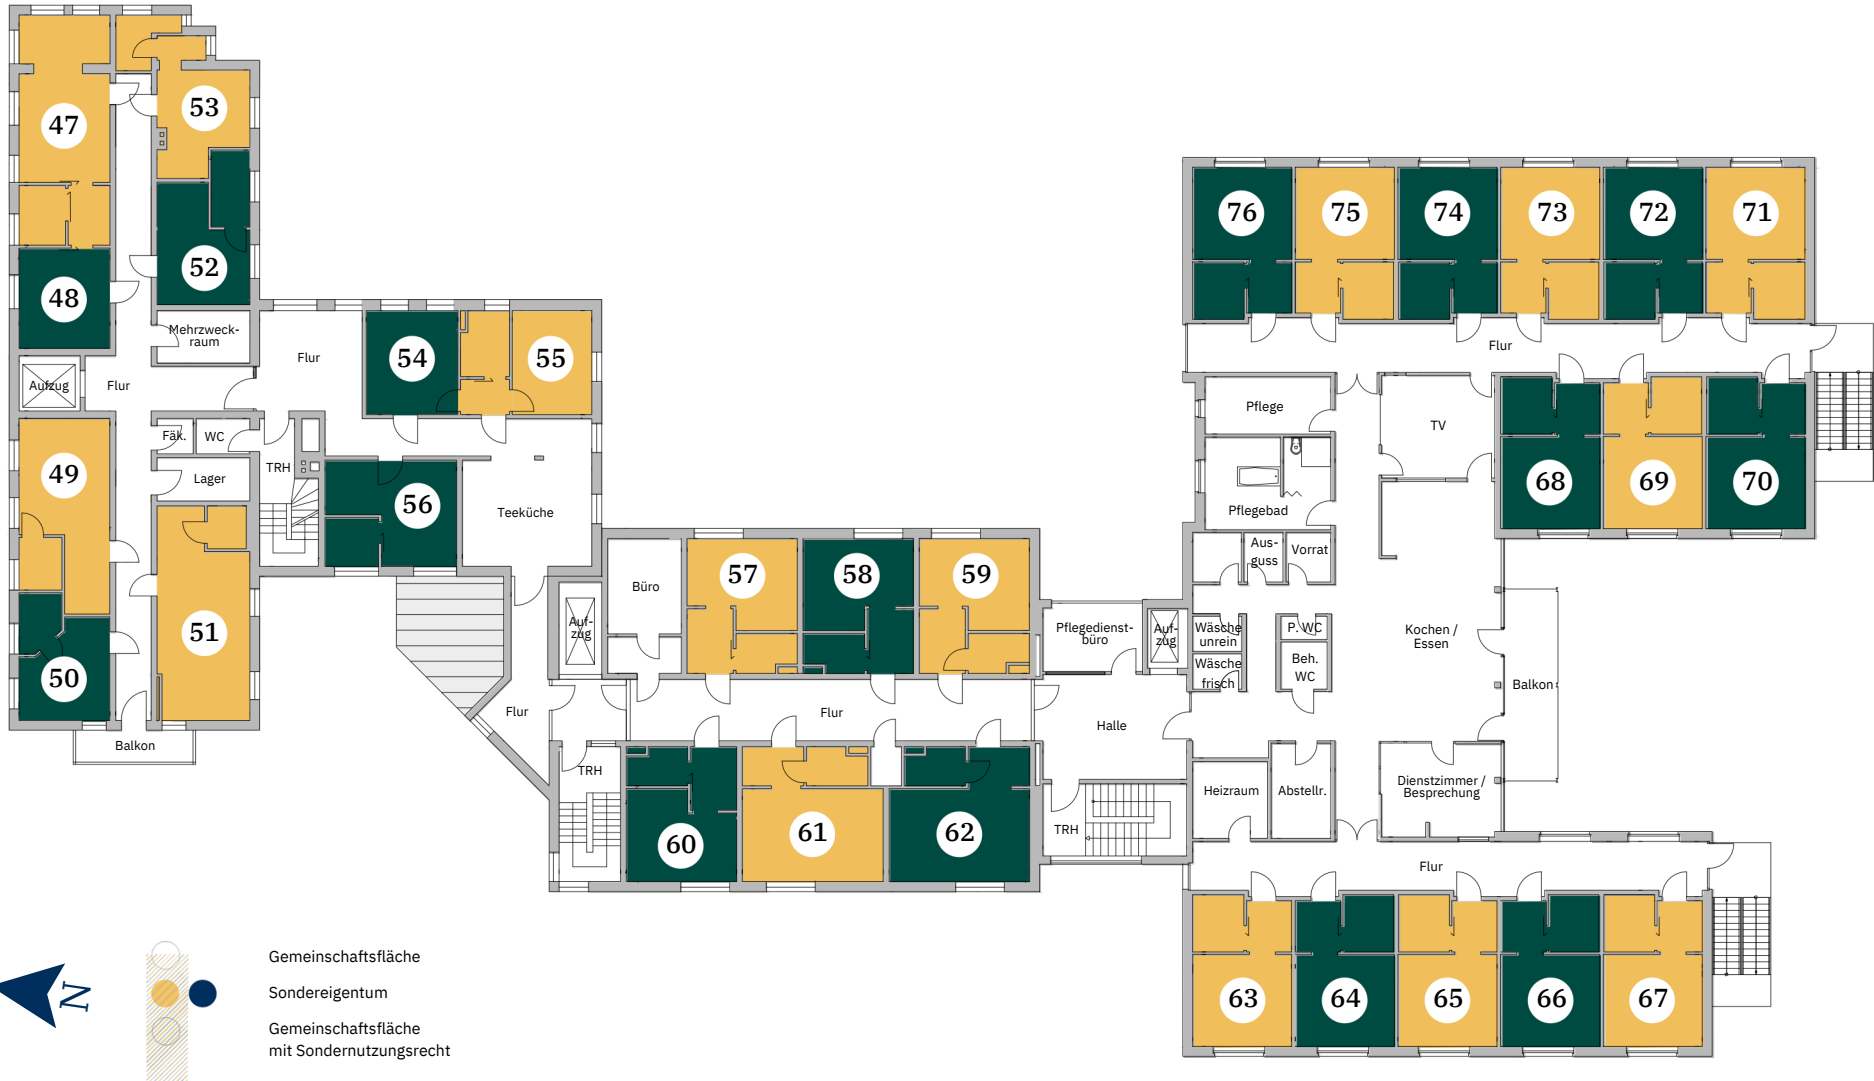 47
53
48
52
Mehrzweck-
raum
Aufzug
Flur
Flur
54
55
49
Fäk.
WC
TRH
Lager
56
Teeküche
50
51
Balkon
Büro
57
58
59
Auf-
zug
Flur
Flur
TRH
60
61
62
Pflegedienst-
büro
Auf-
zug
Halle
TRH
76
75
74
73
72
71
Flur
Pflege
TV
68
69
70
Pflegebad
Aus-
guss
Vorrat
Wäsche
unrein
P. WC
Wäsche
frisch
Beh.
WC
Kochen /
Essen
Balkon
Heizraum
Abstellr.
Dienstzimmer /
Besprechung
Flur
63
64
65
66
67
N
Gemeinschaftsfläche
Sondereigentum
Gemeinschaftsfläche
mit Sondernutzungsrecht